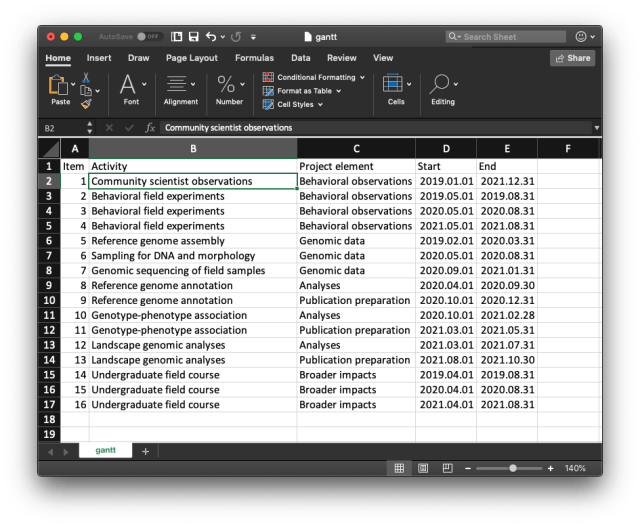 AutoSave OFF gantt Search Sheet
Home Insert Draw Page Layout Formulas Data Review View Share
Paste Font Alignment Number Conditional Formatting Format as Table Cell Styles Cells Editing
B2 fx Community scientist observations
A B C D E F
1 Item Activity Project element Start End
2 1 Community scientist observations Behavioral observations 2019.01.01 2021.12.31
3 2 Behavioral field experiments Behavioral observations 2019.05.01 2019.08.31
4 3 Behavioral field experiments Behavioral observations 2020.05.01 2020.08.31
5 4 Behavioral field experiments Behavioral observations 2021.05.01 2021.08.31
6 5 Reference genome assembly Genomic data 2019.02.01 2020.03.31
7 6 Sampling for DNA and morphology Genomic data 2020.05.01 2020.08.31
8 7 Genomic sequencing of field samples Genomic data 2020.09.01 2021.01.31
9 8 Reference genome annotation Analyses 2020.04.01 2020.09.30
10 9 Reference genome annotation Publication preparation 2020.10.01 2020.12.31
11 10 Genotype-phenotype association Analyses 2020.10.01 2021.02.28
12 11 Genotype-phenotype association Publication preparation 2021.03.01 2021.05.31
13 12 Landscape genomic analyses Analyses 2021.03.01 2021.07.31
14 13 Landscape genomic analyses Publication preparation 2021.08.01 2021.10.30
15 14 Undergraduate field course Broader impacts 2019.04.01 2019.08.31
16 15 Undergraduate field course Broader impacts 2020.04.01 2020.08.31
17 16 Undergraduate field course Broader impacts 2021.04.01 2021.08.31
18
19
gantt +
140%